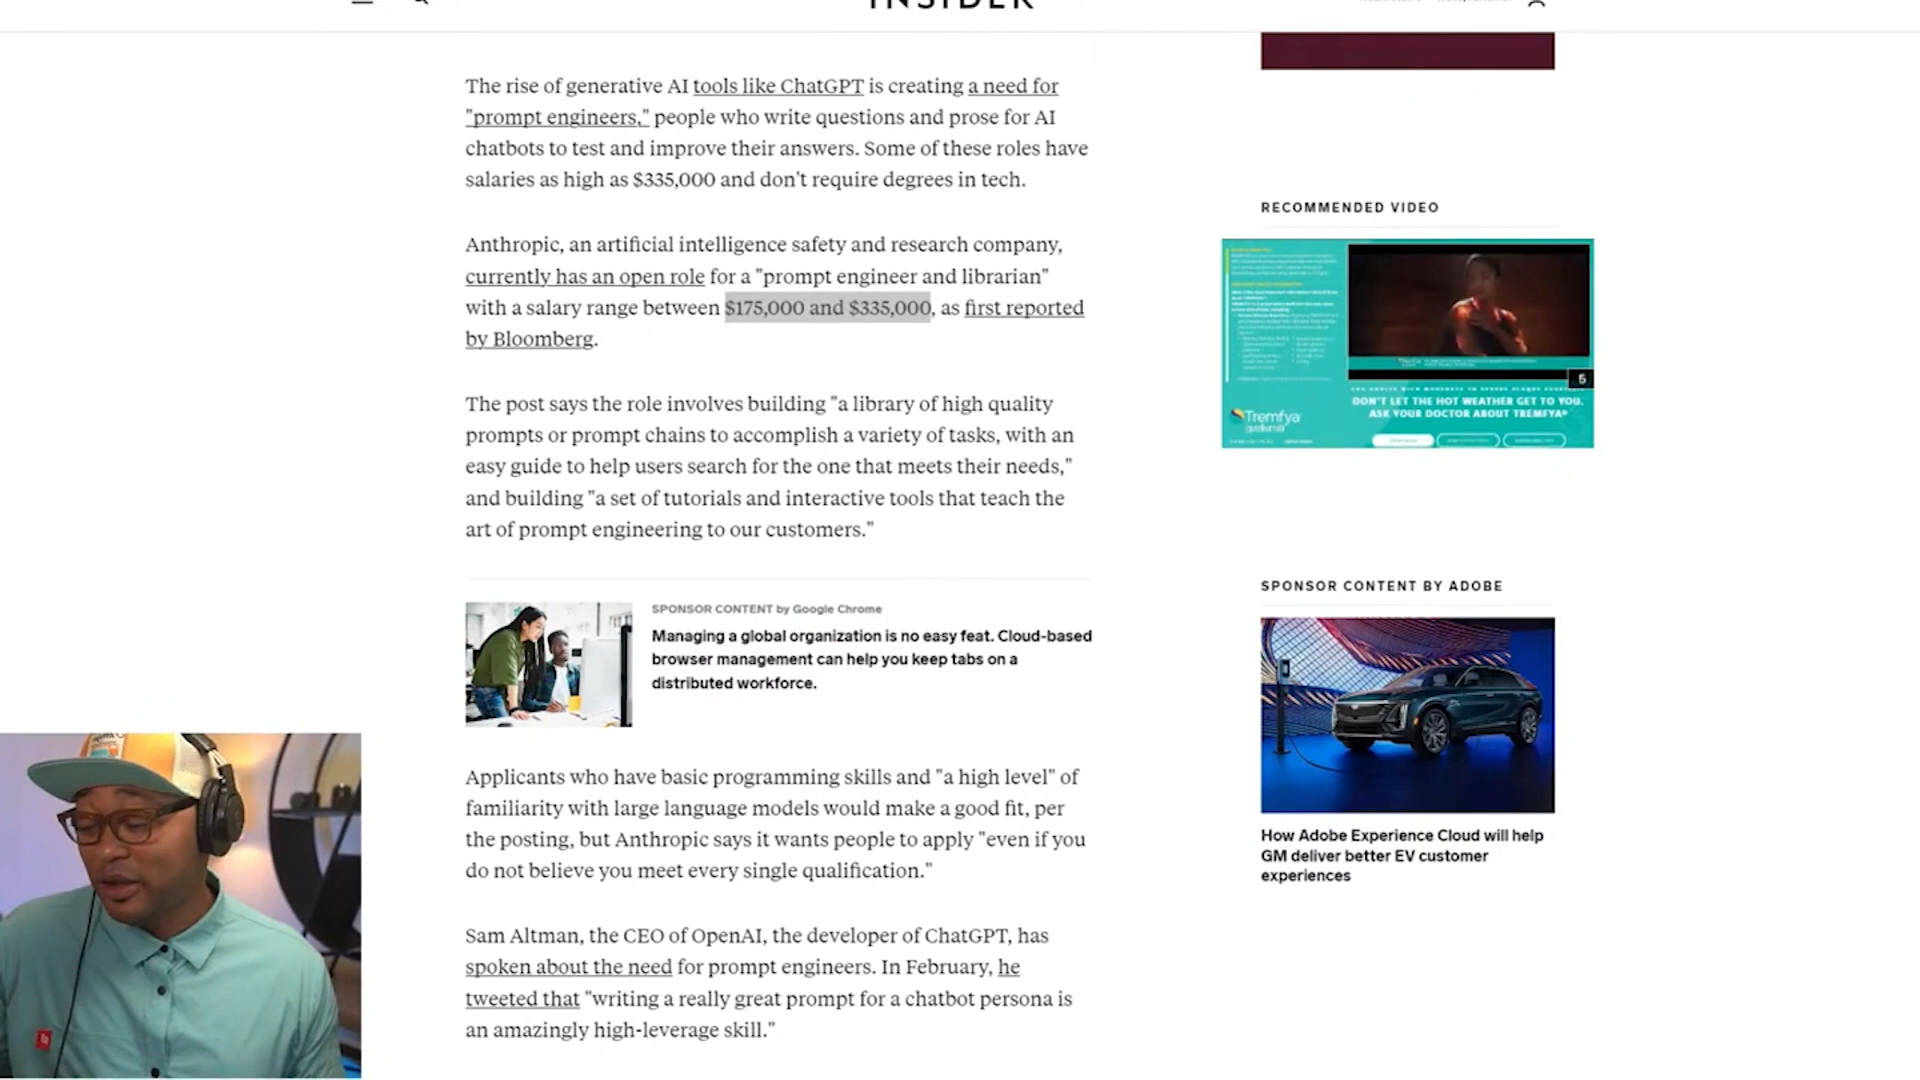 INSIDER
The rise of generative AI tools like ChatGPT is creating a need for
"prompt engineers," people who write questions and prose for AI
chatbots to test and improve their answers. Some of these roles have
salaries as high as $335,000 and don't require degrees in tech.
Anthropic, an artificial intelligence safety and research company,
currently has an open role for a "prompt engineer and librarian"
with a salary range between $175,000 and $335,000, as first reported
by Bloomberg.
The post says the role involves building "a library of high quality
prompts or prompt chains to accomplish a variety of tasks, with an
easy guide to help users search for the one that meets their needs,"
and building "a set of tutorials and interactive tools that teach the
art of prompt engineering to our customers."
SPONSOR CONTENT by Google Chrome
Managing a global organization is no easy feat. Cloud-based
browser management can help you keep tabs on a
distributed workforce.
Applicants who have basic programming skills and "a high level" of
familiarity with large language models would make a good fit, per
the posting, but Anthropic says it wants people to apply "even if you
do not believe you meet every single qualification."
Sam Altman, the CEO of OpenAI, the developer of ChatGPT, has
spoken about the need for prompt engineers. In February, he
tweeted that "writing a really great prompt for a chatbot persona is
an amazingly high-leverage skill."
RECOMMENDED VIDEO
5
DON'T LET THE HOT WEATHER GET TO YOU.
ASK YOUR DOCTOR ABOUT TREMFYA®
Tremfya
SPONSOR CONTENT BY ADOBE
How Adobe Experience Cloud will help
GM deliver better EV customer
experiences